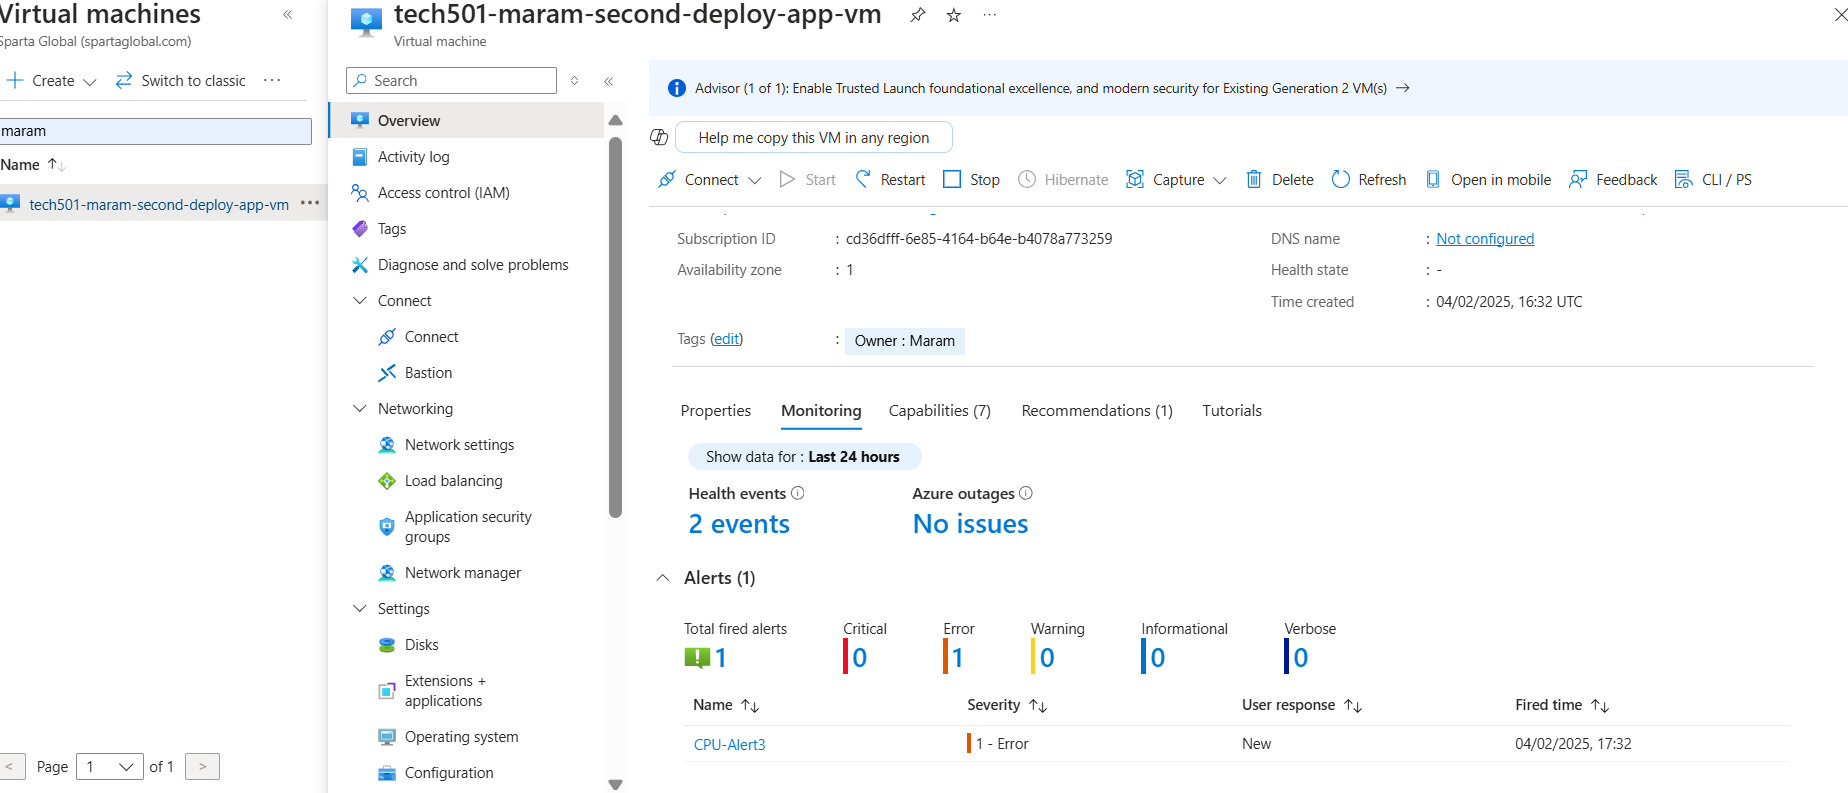 Virtual machines
Sparta Global (spartaglobal.com)
Create
Switch to classic
maram
Name
tech501-maram-second-deploy-app-vm
Page 1 of 1
tech501-maram-second-deploy-app-vm
Virtual machine
Search
Overview
Activity log
Access control (IAM)
Tags
Diagnose and solve problems
Connect
Connect
Bastion
Networking
Network settings
Load balancing
Application security
groups
Network manager
Settings
Disks
Extensions +
applications
Operating system
Configuration
Advisor (1 of 1): Enable Trusted Launch foundational excellence, and modern security for Existing Generation 2 VM(s) →
Help me copy this VM in any region
Connect Start Restart Stop Hibernate Capture Delete Refresh Open in mobile Feedback CLI / PS
Subscription ID : cd36dfff-6e85-4164-b64e-b4078a773259
Availability zone : 1
DNS name : Not configured
Health state : -
Time created : 04/02/2025, 16:32 UTC
Tags (edit) : Owner : Maram
Properties Monitoring Capabilities (7) Recommendations (1) Tutorials
Show data for : Last 24 hours
Health events Azure outages
2 events No issues
Alerts (1)
Total fired alerts Critical Error Warning Informational Verbose
1 0 1 0 0 0
Name Severity User response Fired time
CPU-Alert3 1 - Error New 04/02/2025, 17:32